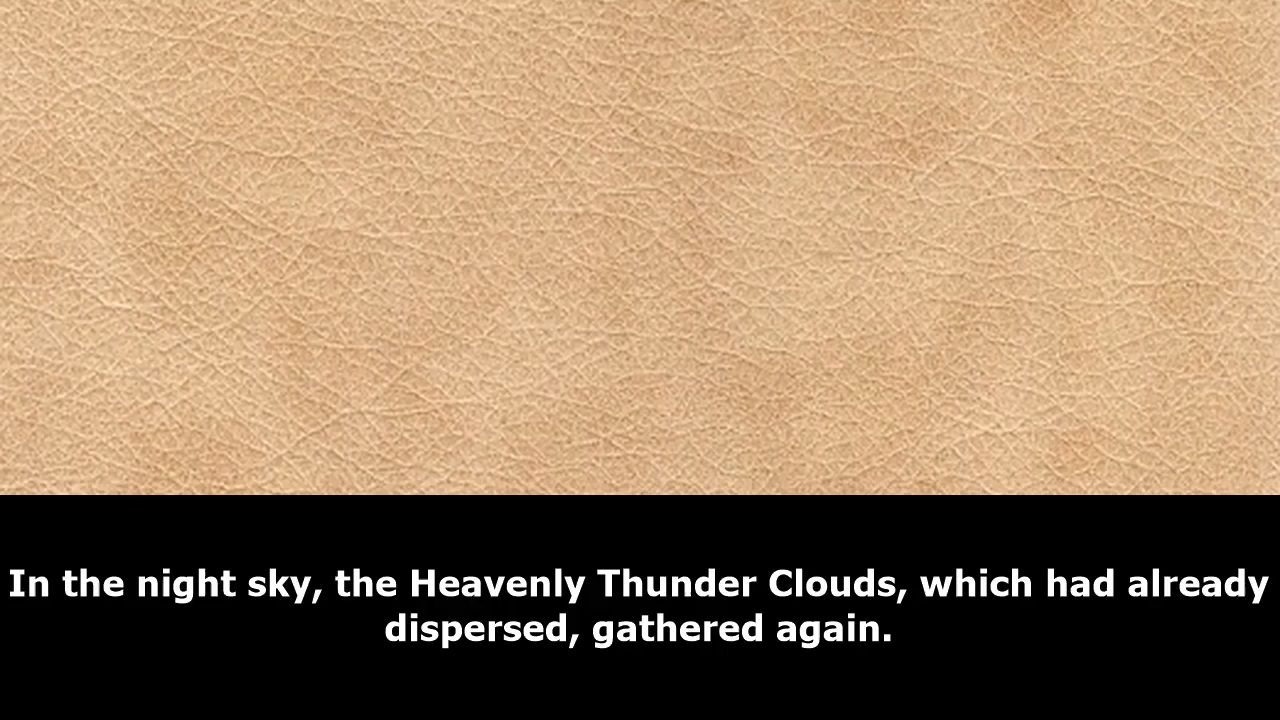 In the night sky, the Heavenly Thunder Clouds, which had already
dispersed, gathered again.